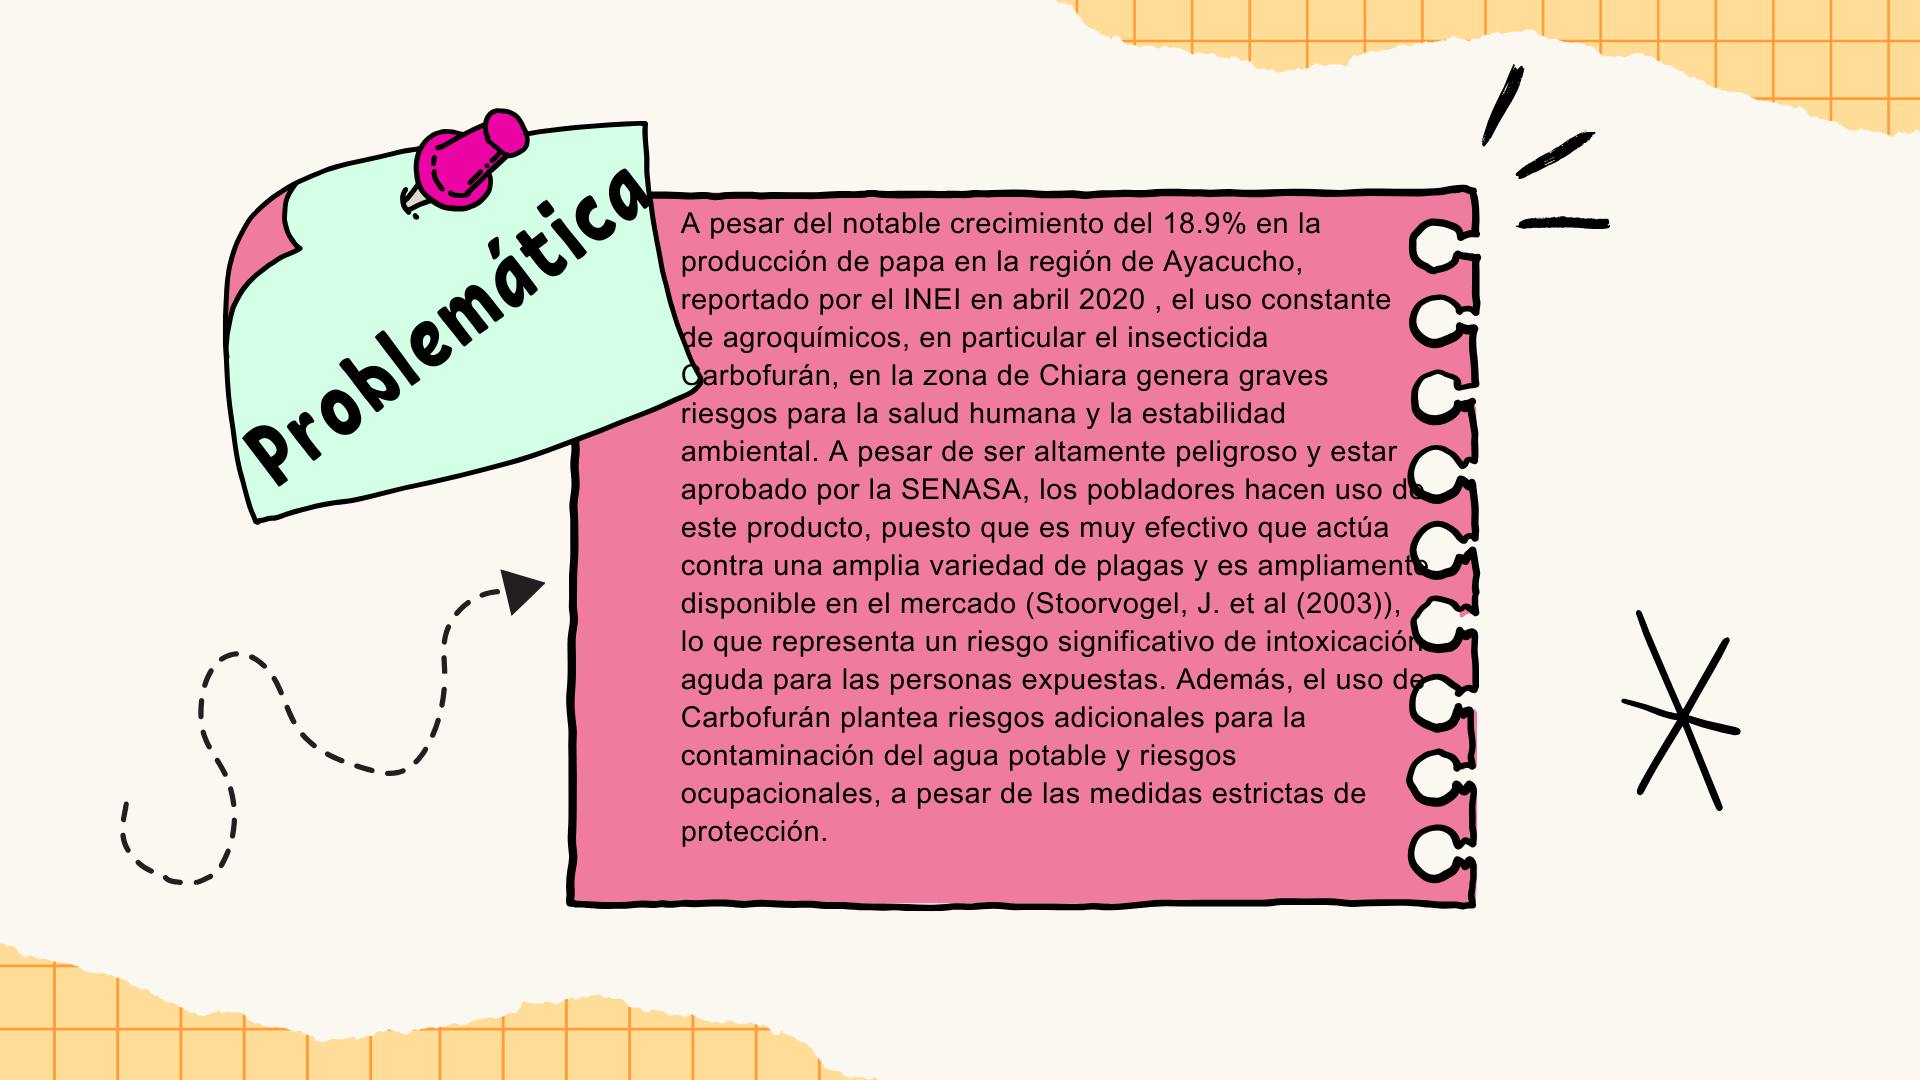 Problemática
A pesar del notable crecimiento del 18.9% en la
producción de papa en la región de Ayacucho,
reportado por el INEI en abril 2020 , el uso constante
de agroquímicos, en particular el insecticida
Carbofurán, en la zona de Chiara genera graves
riesgos para la salud humana y la estabilidad
ambiental. A pesar de ser altamente peligroso y estar
aprobado por la SENASA, los pobladores hacen uso de
este producto, puesto que es muy efectivo que actúa
contra una amplia variedad de plagas y es ampliamente
disponible en el mercado (Stoorvogel, J. et al (2003)),
lo que representa un riesgo significativo de intoxicación
aguda para las personas expuestas. Además, el uso de
Carbofurán plantea riesgos adicionales para la
contaminación del agua potable y riesgos
ocupacionales, a pesar de las medidas estrictas de
protección.